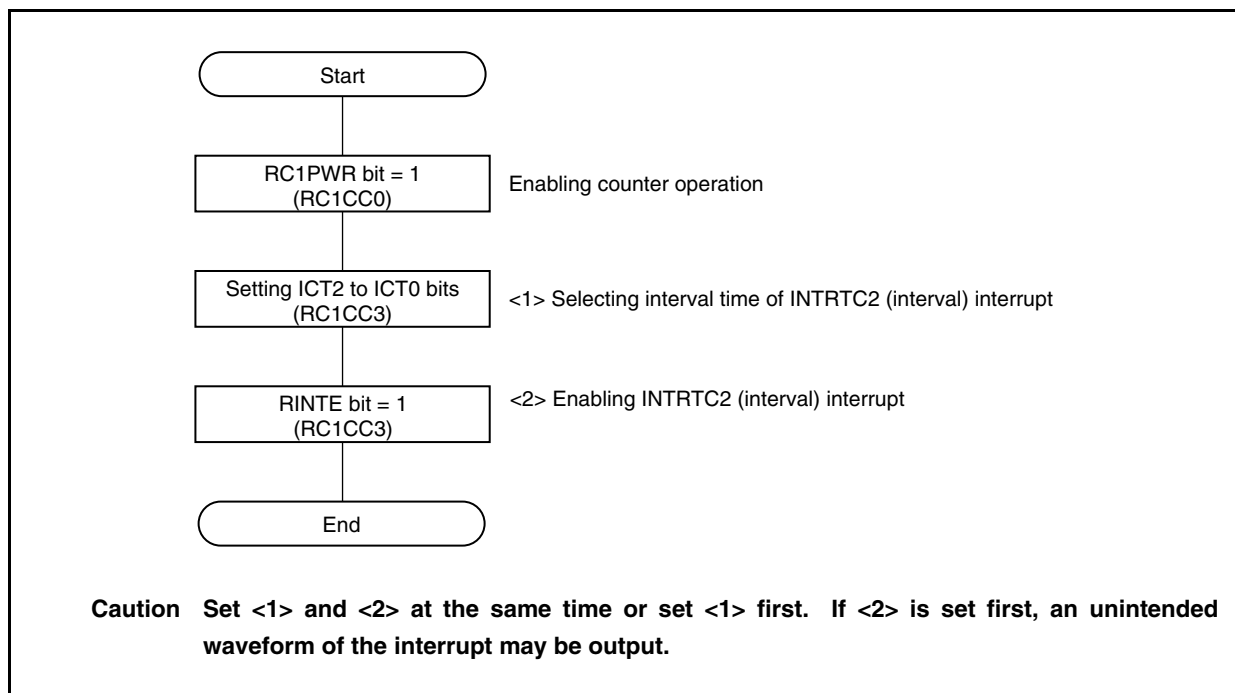 Start
RC1PWR bit = 1
(RC1CC0)
Enabling counter operation
Setting ICT2 to ICT0 bits
(RC1CC3)
<1> Selecting interval time of INTRTC2 (interval) interrupt
RINTE bit = 1
(RC1CC3)
<2> Enabling INTRTC2 (interval) interrupt
End
Caution Set <1> and <2> at the same time or set <1> first. If <2> is set first, an unintended
waveform of the interrupt may be output.